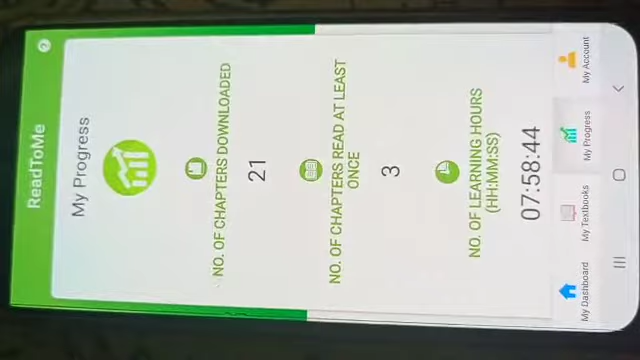 ReadToMe
?
My Progress
NO. OF CHAPTERS DOWNLOADED
21
NO. OF CHAPTERS READ AT LEAST
ONCE
3
NO. OF LEARNING HOURS
(HH:MM:SS)
07:58:44
My Dashboard
My Textbooks
My Progress
My Account